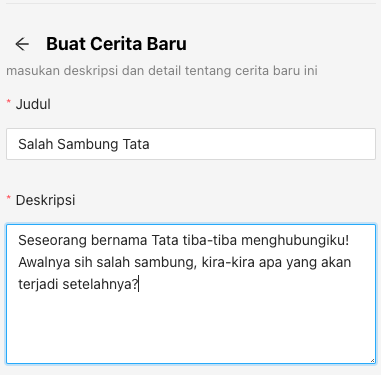 Buat Cerita Baru
masukan deskripsi dan detail tentang cerita baru ini
* Judul
Salah Sambung Tata
* Deskripsi
Seseorang bernama Tata tiba-tiba menghubungiku!
Awalnya sih salah sambung, kira-kira apa yang akan
terjadi setelahnya?